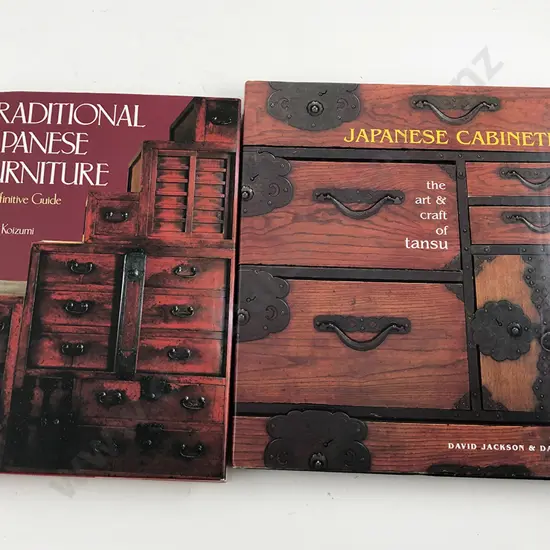 RADITIONAL
PANESE
URNITURE
finitive Guide
Koizumi
JAPANESE CABINET
the
art &
craft
of
tansu
DAVID JACKSON & DA